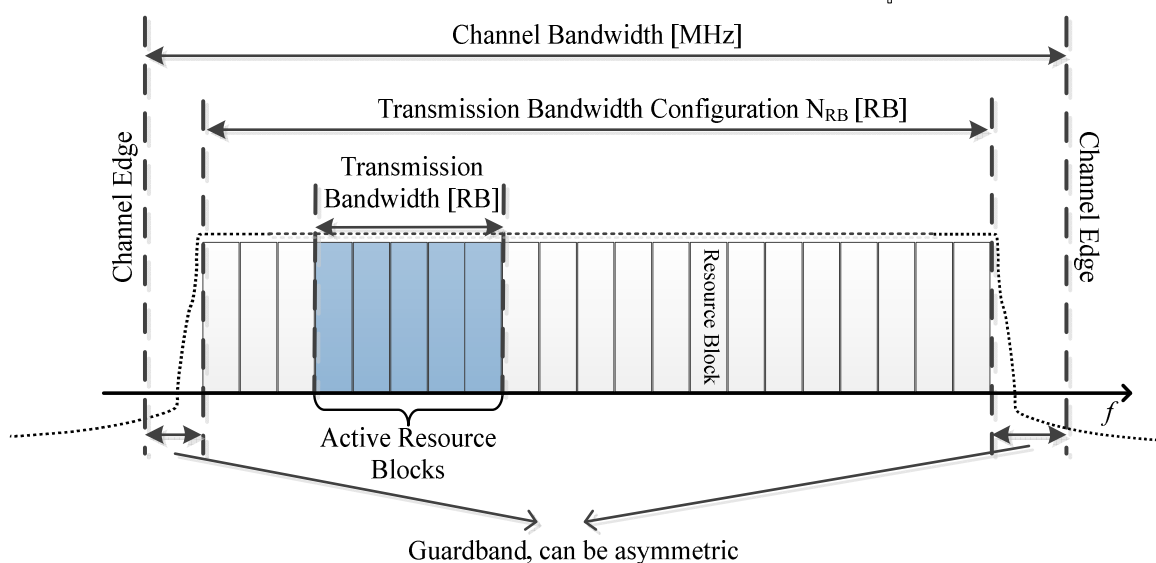 Channel Bandwidth [MHz]
Transmission Bandwidth Configuration N_RB [RB]
Transmission
Bandwidth [RB]
Channel Edge
Channel Edge
Resource Block
f
Active Resource
Blocks
Guardband, can be asymmetric